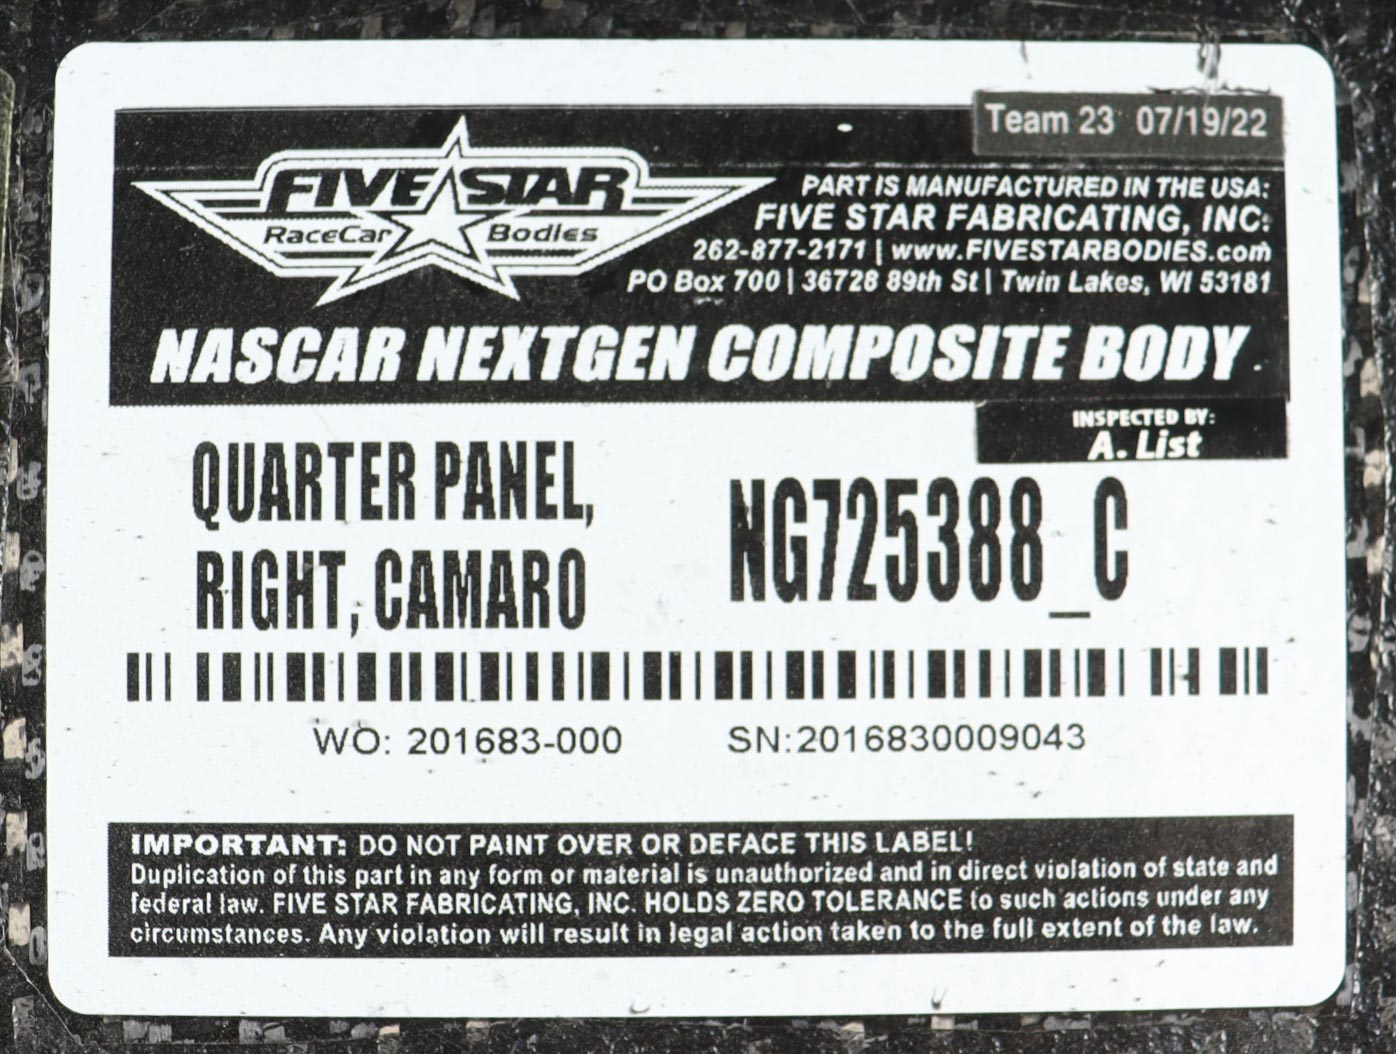 Team 23 07/19/22
FIVE STAR
RaceCar Bodies
PART IS MANUFACTURED IN THE USA:
FIVE STAR FABRICATING, INC:
262-877-2171 | www.FIVESTARBODIES.com
PO Box 700 | 36728 89th St | Twin Lakes, WI 53181
NASCAR NEXTGEN COMPOSITE BODY
INSPECTED BY:
A. List
QUARTER PANEL,
RIGHT, CAMARO
NG725388_C
WO: 201683-000 SN:2016830009043
IMPORTANT: DO NOT PAINT OVER OR DEFACE THIS LABEL!
Duplication of this part in any form or material is unauthorized and in direct violation of state and
federal law. FIVE STAR FABRICATING, INC. HOLDS ZERO TOLERANCE to such actions under any
circumstances. Any violation will result in legal action taken to the full extent of the law.